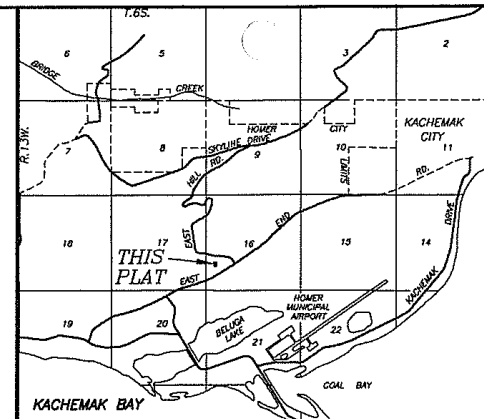 T.6S.
6
5
3
2
BRIDGE
CREEK
HOMER
CITY
KACHEMAK
CITY
R.13W.
7
8
SKYLINE DRIVE
9
10
LIMITS
11
HILL RD.
RD.
18
17
EAST
16
END
15
14
DRIVE
THIS
PLAT
EAST
KACHEMAK
HOMER
MUNICIPAL
AIRPORT
19
20
BELUGA
LAKE
21
22
COAL BAY
KACHEMAK BAY